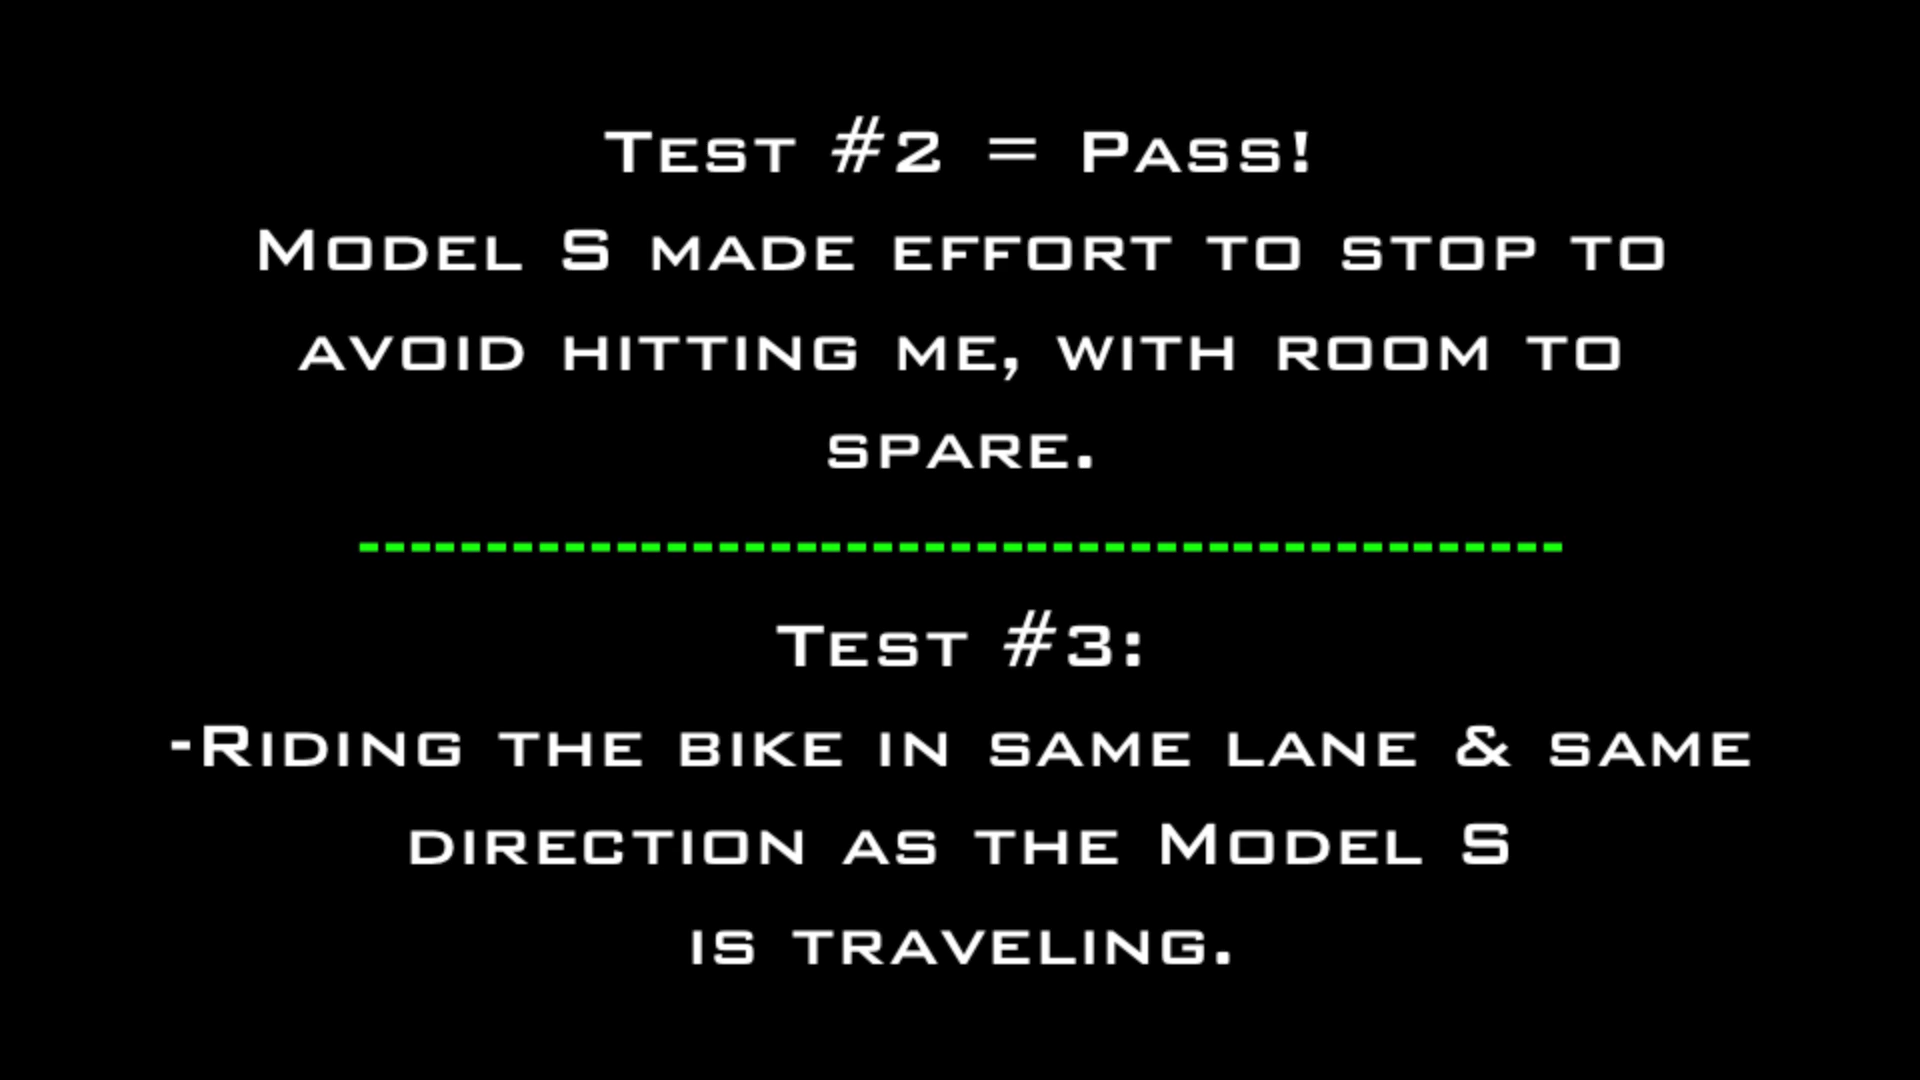 Test #2 = Pass!
Model S made effort to stop to
avoid hitting me, with room to
spare.
-----------------------------------------------
Test #3:
-Riding the bike in same lane & same
direction as the Model S
is traveling.